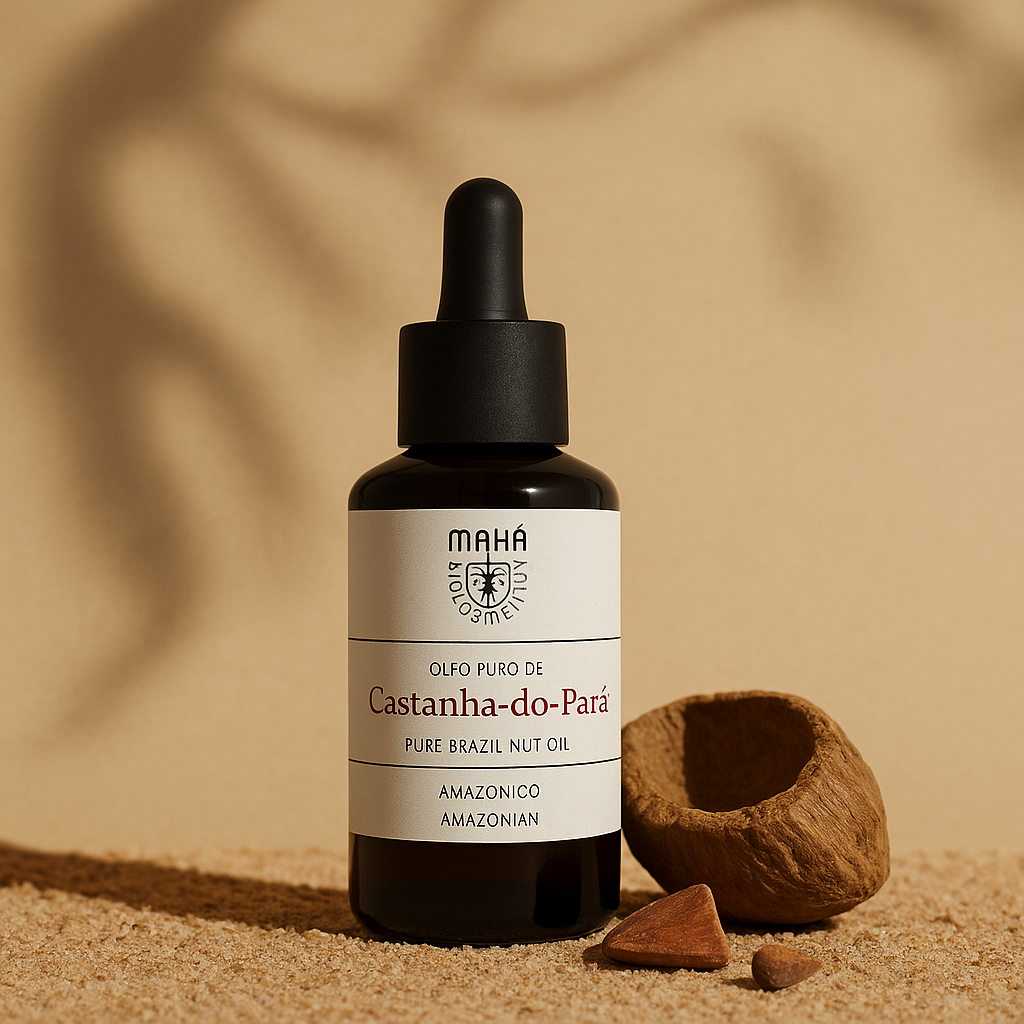 MAHÁ
OLFO PURO DE
Castanha-do-Pará
PURE BRAZIL NUT OIL
AMAZONICO
AMAZONIAN